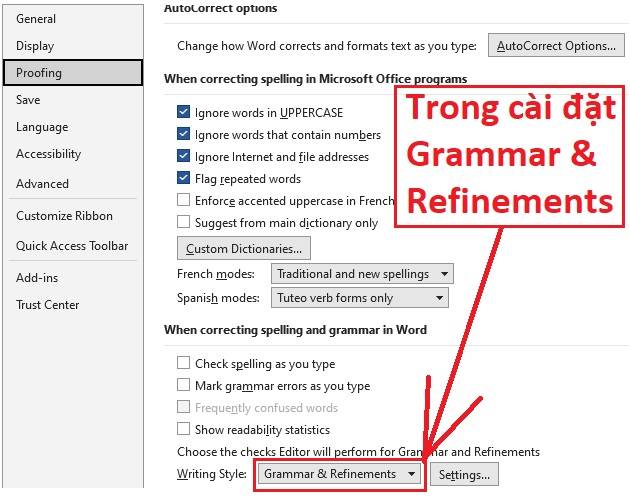 AutoCorrect options
General
Display
Proofing
Save
Language
Accessibility
Advanced
Customize Ribbon
Quick Access Toolbar
Add-ins
Trust Center
Change how Word corrects and formats text as you type:
AutoCorrect Options...
When correcting spelling in Microsoft Office programs
Ignore words in UPPERCASE
Ignore words that contain numbers
Ignore Internet and file addresses
Flag repeated words
Enforce accented uppercase in French
Suggest from main dictionary only
Custom Dictionaries...
French modes:
Traditional and new spellings
Spanish modes:
Tuteo verb forms only
Trong cài đặt
Grammar &
Refinements
When correcting spelling and grammar in Word
Check spelling as you type
Mark grammar errors as you type
Frequently confused words
Show readability statistics
Choose the checks Editor will perform for Grammar and Refinements
Writing Style:
Grammar & Refinements
Settings...